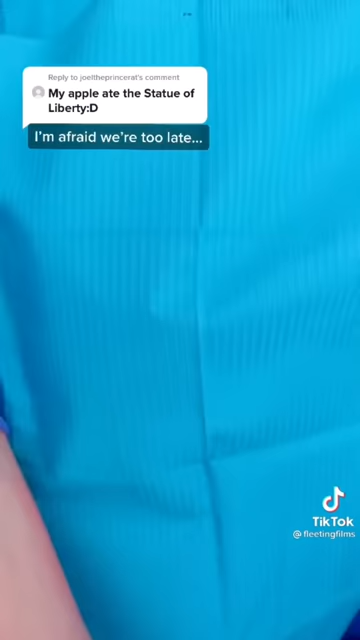 Reply to joeltheprincerat's comment
My apple ate the Statue of
Liberty:D
I'm afraid we're too late...
TikTok
@fleetingfilms